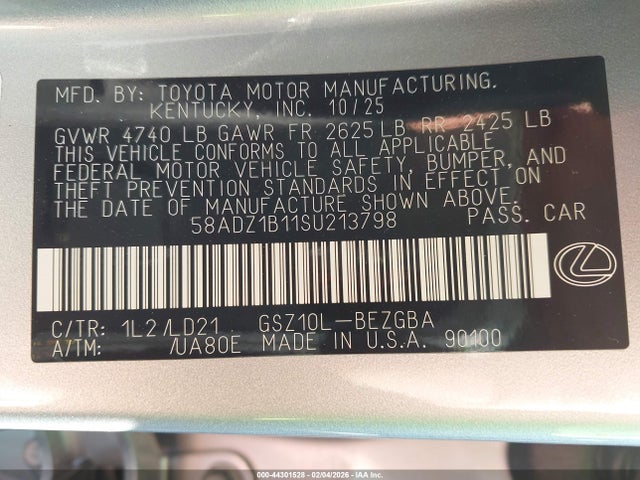 MFD. BY: TOYOTA MOTOR MANUFACTURING.
KENTUCKY, INC. 10/25
GVWR 4740 LB GAWR FR 2625 LB RR 2425 LB
THIS VEHICLE CONFORMS TO ALL APPLICABLE
FEDERAL MOTOR VEHICLE SAFETY, BUMPER, AND
THEFT PREVENTION STANDARDS IN EFFECT ON
THE DATE OF MANUFACTURE SHOWN ABOVE.
58ADZ1B11SU213798 PASS. CAR
C/TR: 1L2/LD21 GSZ10L-BEZGBA
A/TM: /UA80E MADE IN U.S.A. 90100
000-44301528 - 02/04/2026 - Copyright IAA, Inc